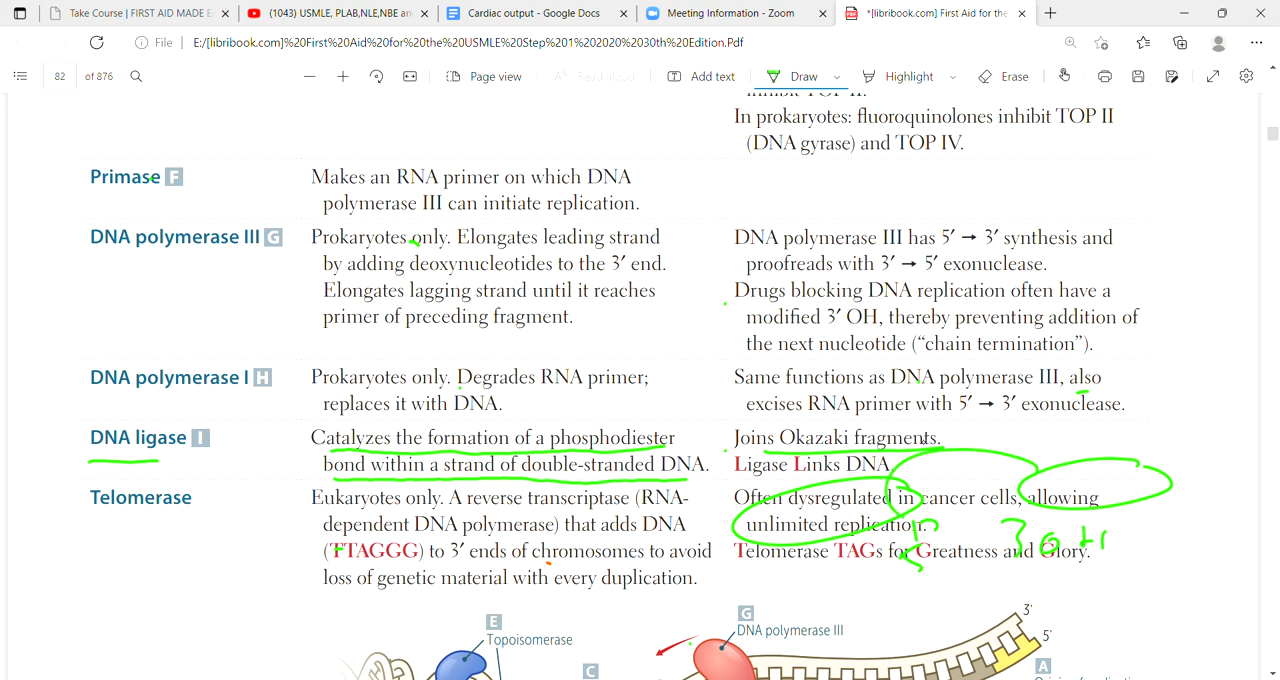 Take Course | FIRST AID MADE E
(1043) USMLE, PLAB,NLE,NBE an
Cardiac output - Google Docs
Meeting Information - Zoom
*[libribook.com] First Aid for the
File
E:/[libribook.com]%20First%20Aid%20for%20the%20USMLE%20Step%201%202020%2030th%20Edition.Pdf
82 of 876
Page view
Read aloud
Add text
Draw
Highlight
Erase
inhibit TOP II.
In prokaryotes: fluoroquinolones inhibit TOP II
(DNA gyrase) and TOP IV.
Primase F
Makes an RNA primer on which DNA
polymerase III can initiate replication.
DNA polymerase III G
Prokaryotes only. Elongates leading strand
by adding deoxynucleotides to the 3′ end.
Elongates lagging strand until it reaches
primer of preceding fragment.
DNA polymerase III has 5′ → 3′ synthesis and
proofreads with 3′ → 5′ exonuclease.
Drugs blocking DNA replication often have a
modified 3′ OH, thereby preventing addition of
the next nucleotide (“chain termination”).
DNA polymerase I H
Prokaryotes only. Degrades RNA primer;
replaces it with DNA.
Same functions as DNA polymerase III, also
excises RNA primer with 5′ → 3′ exonuclease.
DNA ligase I
Catalyzes the formation of a phosphodiester
bond within a strand of double-stranded DNA.
Joins Okazaki fragments.
Ligase Links DNA.
Telomerase
Eukaryotes only. A reverse transcriptase (RNA-
dependent DNA polymerase) that adds DNA
(TTAGGG) to 3′ ends of chromosomes to avoid
loss of genetic material with every duplication.
Often dysregulated in cancer cells, allowing
unlimited replication.
Telomerase TAGs for Greatness and Glory.
3 OH
E
Topoisomerase
C
G
DNA polymerase III
3'
5'
A